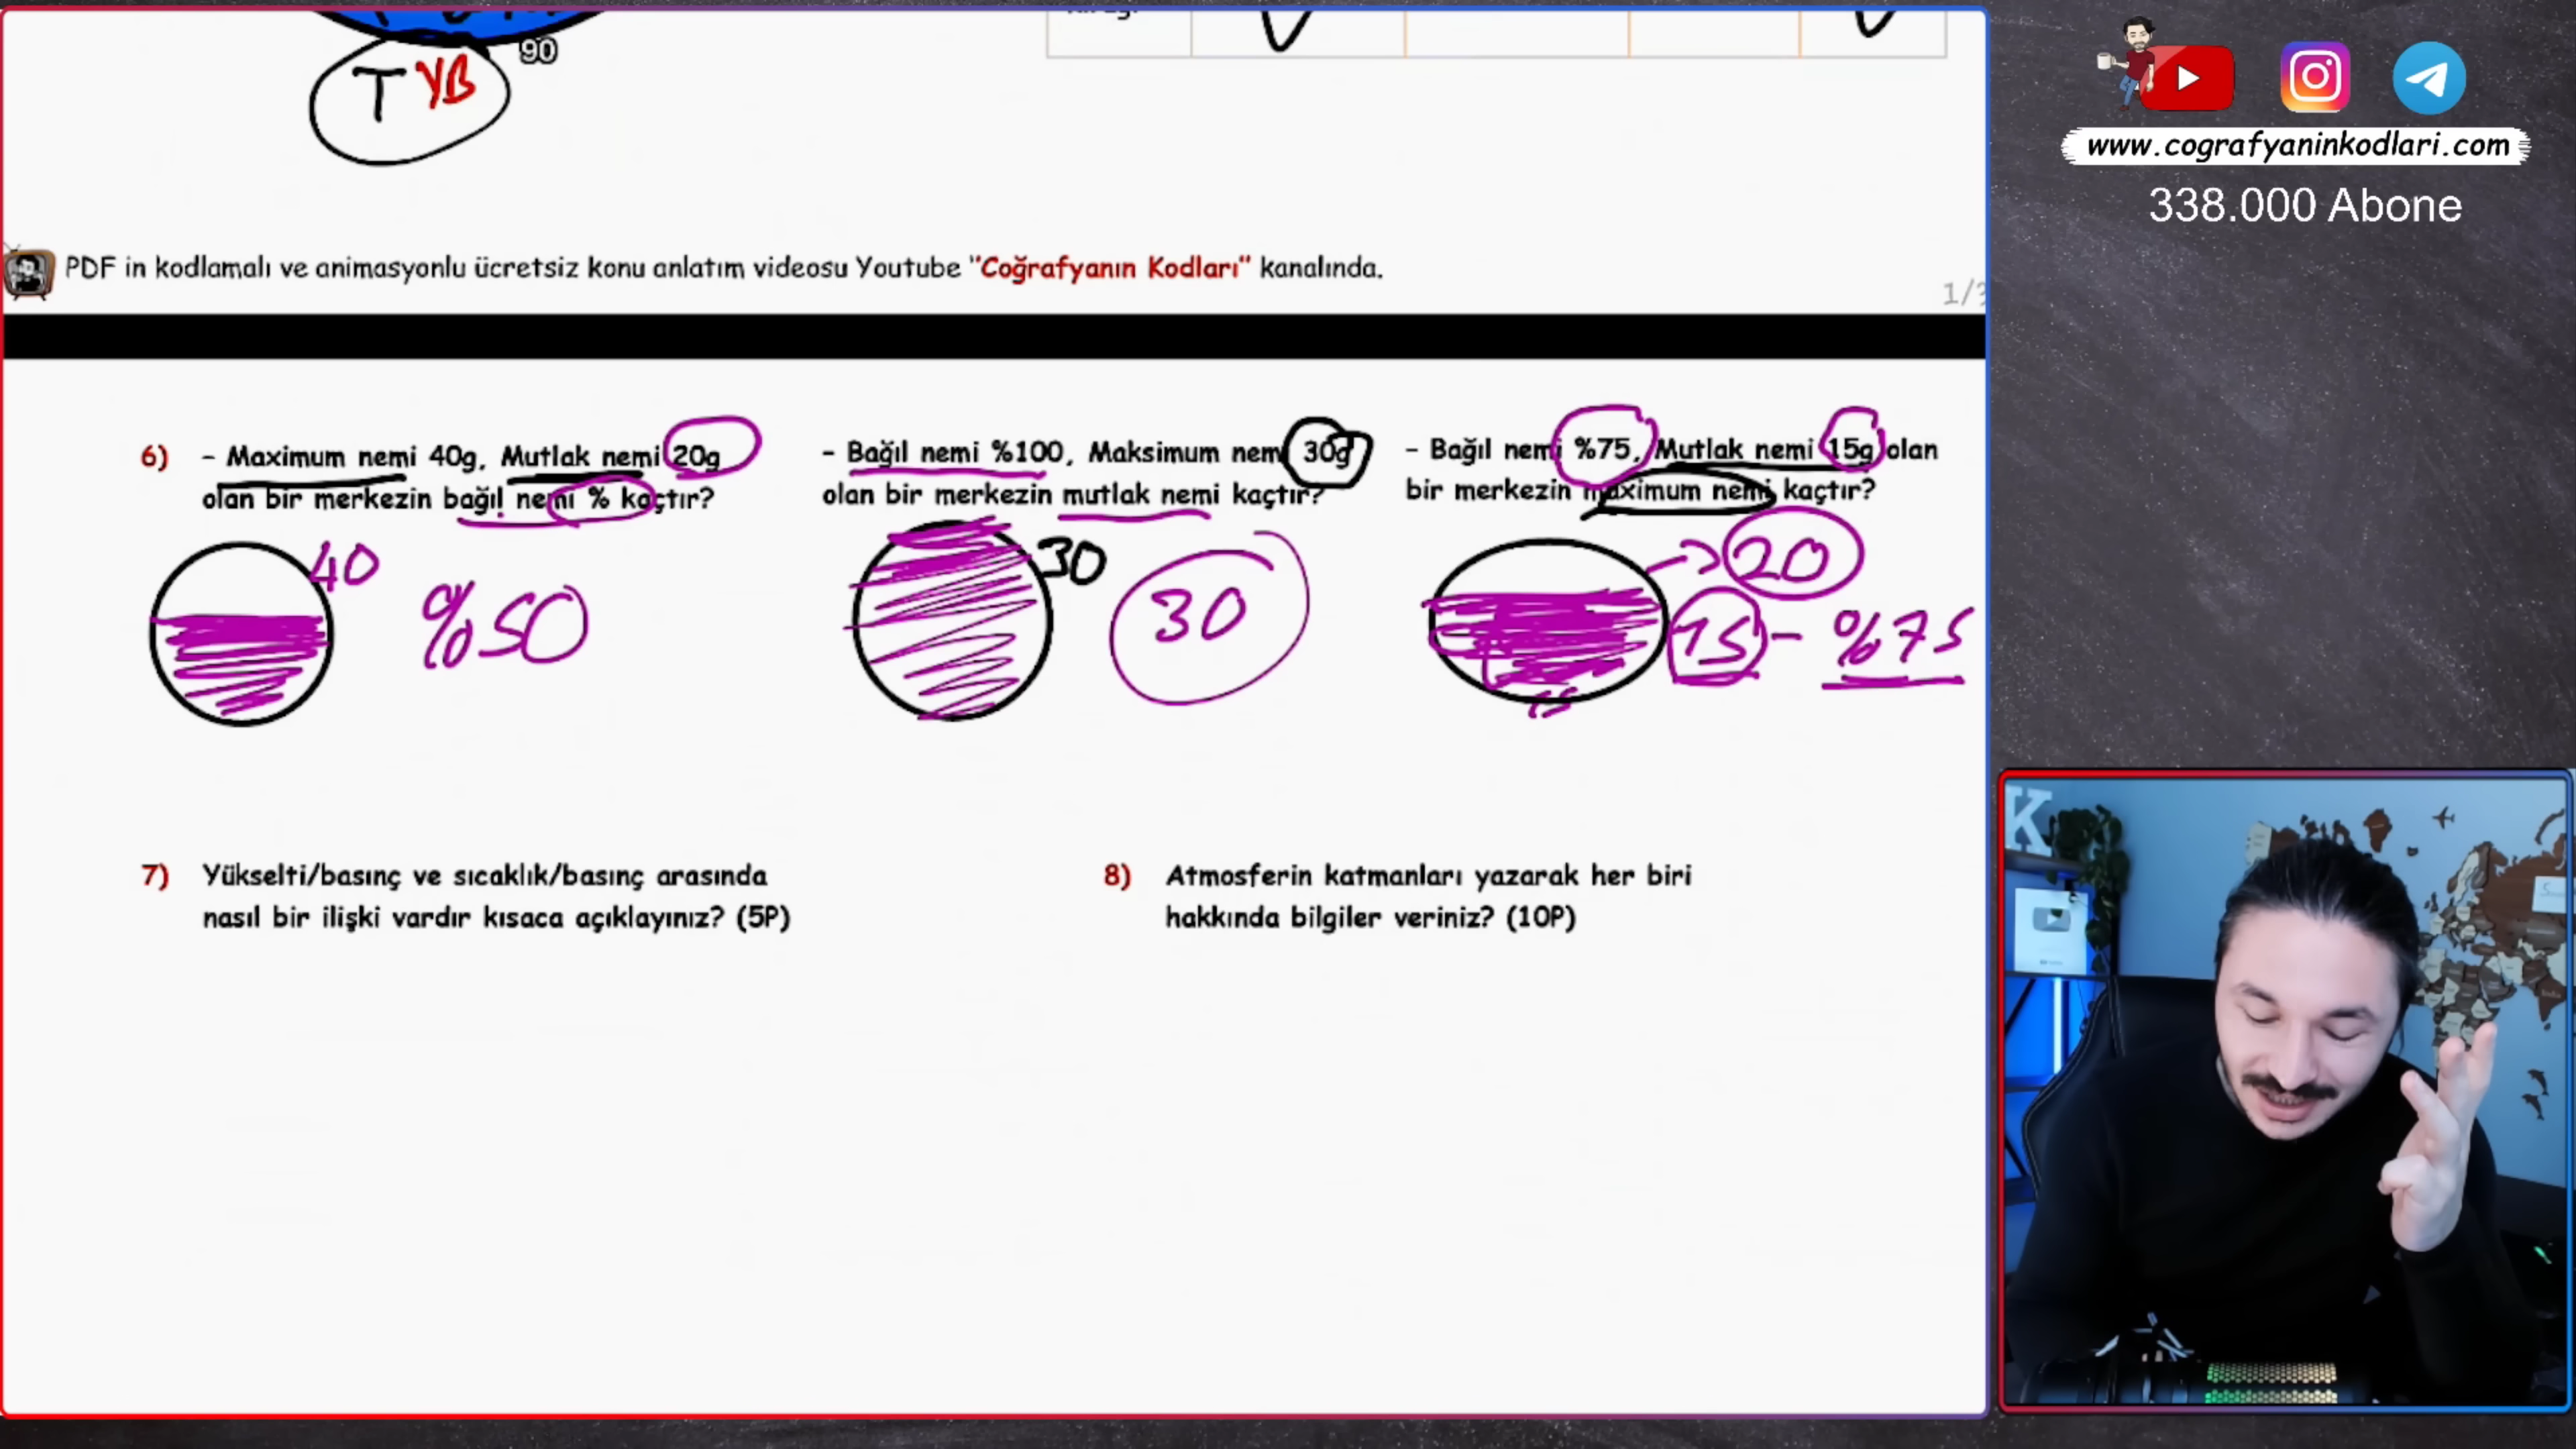 90
T YB
www.cografyaninkodlari.com
338.000 Abone
PDF in kodlamalı ve animasyonlu ücretsiz konu anlatım videosu Youtube "Coğrafyanın Kodları" kanalında.
6) - Maximum nemi 40g, Mutlak nemi 20g
olan bir merkezin bağıl nemi % kaçtır?
40
%50
- Bağıl nemi %100, Maksimum nemi 30g
olan bir merkezin mutlak nemi kaçtır?
30
30
- Bağıl nemi %75, Mutlak nemi 15g olan
bir merkezin maximum nemi kaçtır?
20
15 - %75
15
7) Yükselti/basınç ve sıcaklık/basınç arasında
nasıl bir ilişki vardır kısaca açıklayınız? (5P)
8) Atmosferin katmanları yazarak her biri
hakkında bilgiler veriniz? (10P)
K